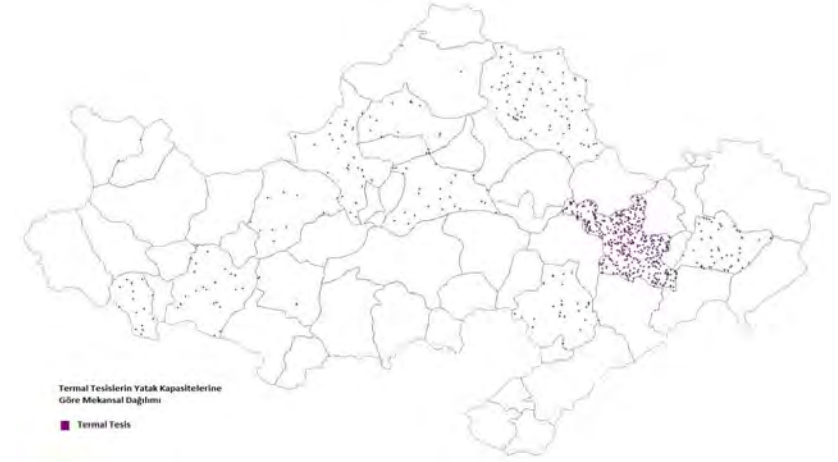 Termal Tesislerin Yatak Kapasitelerine
Göre Mekansal Dağılımı
Termal Tesis